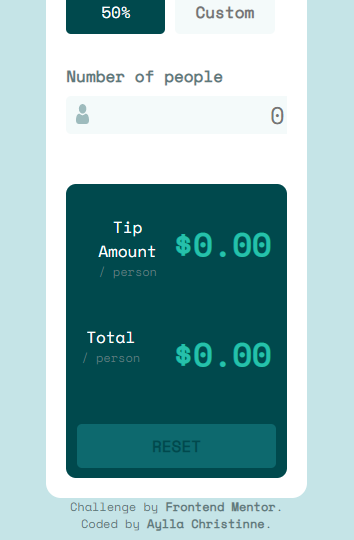 50% Custom
Number of people
0
Tip
Amount
/ person
$0.00
Total
/ person
$0.00
RESET
Challenge by Frontend Mentor.
Coded by Aylla Christinne.